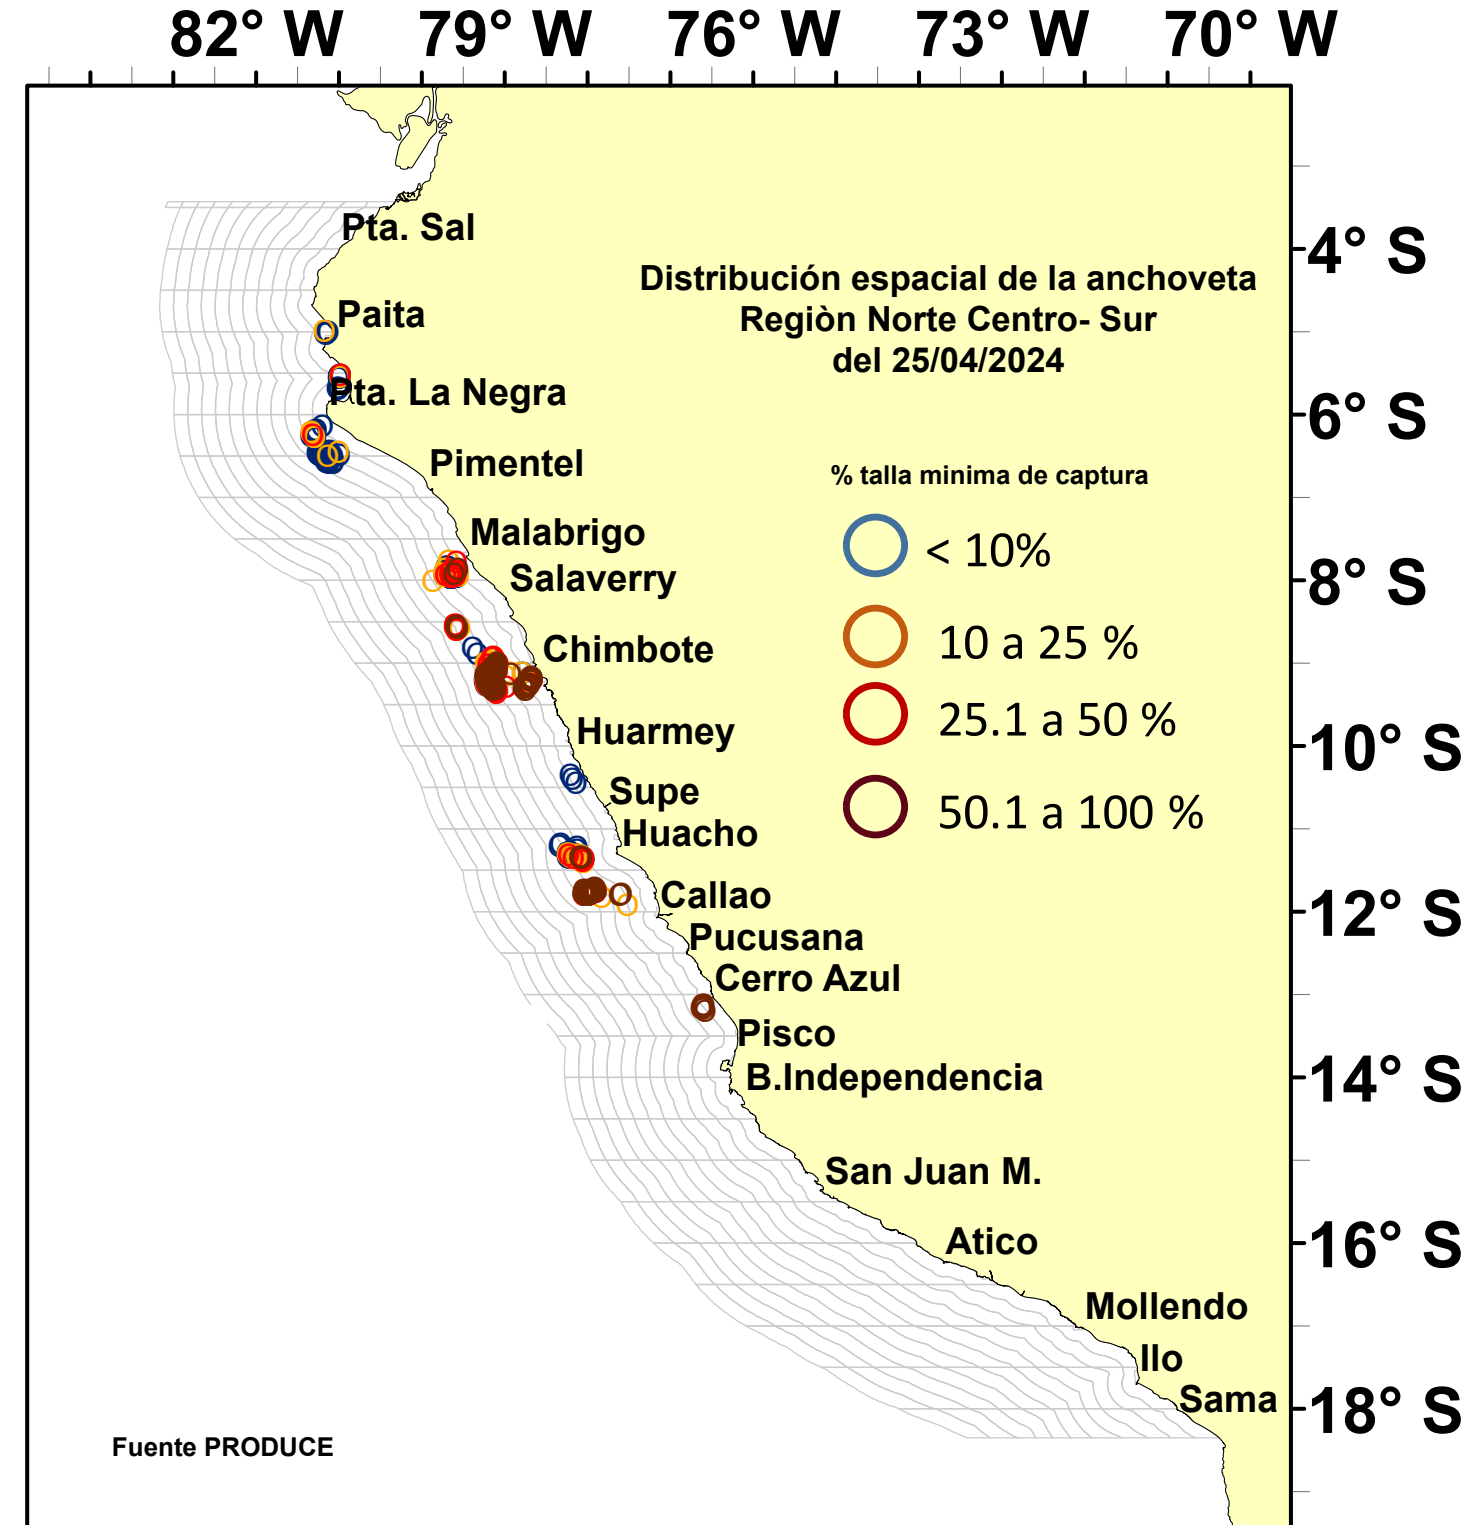 82° W 79° W 76° W 73° W 70° W
Pta. Sal
4° S
Distribución espacial de la anchoveta
Regiòn Norte Centro- Sur
del 25/04/2024
Paita
Pta. La Negra
6° S
Pimentel
% talla minima de captura
Malabrigo
< 10%
Salaverry
8° S
Chimbote
10 a 25 %
Huarmey
25.1 a 50 %
10° S
Supe
50.1 a 100 %
Huacho
Callao
12° S
Pucusana
Cerro Azul
Pisco
B.Independencia
14° S
San Juan M.
Atico
16° S
Mollendo
Ilo
Sama
18° S
Fuente PRODUCE